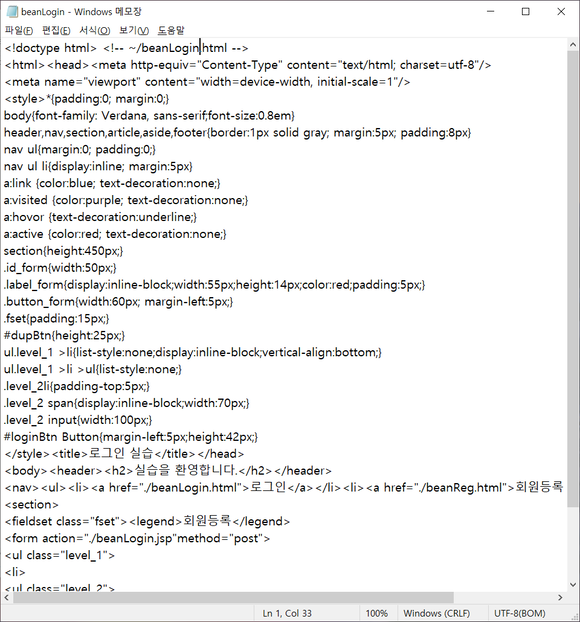 beanLogin - Windows 메모장
파일(F) 편집(E) 서식(O) 보기(V) 도움말
<!doctype html> <!-- ~/beanLogin.html -->
<html><head><meta http-equiv="Content-Type" content="text/html; charset=utf-8"/>
<meta name="viewport" content="width=device-width, initial-scale=1"/>
<style>*{padding:0; margin:0;}
body{font-family: Verdana, sans-serif;font-size:0.8em}
header,nav,section,article,aside,footer{border:1px solid gray; margin:5px; padding:8px}
nav ul{margin:0; padding:0;}
nav ul li{display:inline; margin:5px}
a:link {color:blue; text-decoration:none;}
a:visited {color:purple; text-decoration:none;}
a:hovor {text-decoration:underline;}
a:active {color:red; text-decoration:none;}
section{height:450px;}
.id_form{width:50px;}
.label_form{display:inline-block;width:55px;height:14px;color:red;padding:5px;}
.button_form{width:60px; margin-left:5px;}
.fset{padding:15px;}
#dupBtn{height:25px;}
ul.level_1 >li{list-style:none;display:inline-block;vertical-align:bottom;}
ul.level_1 >li >ul{list-style:none;}
.level_2li{padding-top:5px;}
.level_2 span{display:inline-block;width:70px;}
.level_2 input{width:100px;}
#loginBtn Button{margin-left:5px;height:42px;}
</style><title>로그인 실습</title></head>
<body><header><h2>실습을 환영합니다.</h2></header>
<nav><ul><li><a href="./beanLogin.html">로그인</a></li><li><a href="./beanReg.html">회원등록
<section>
<fieldset class="fset"><legend>회원등록</legend>
<form action="./beanLogin.jsp"method="post">
<ul class="level_1">
<li>
<ul class="level_2">
Ln 1, Col 33 100% Windows (CRLF) UTF-8(BOM)